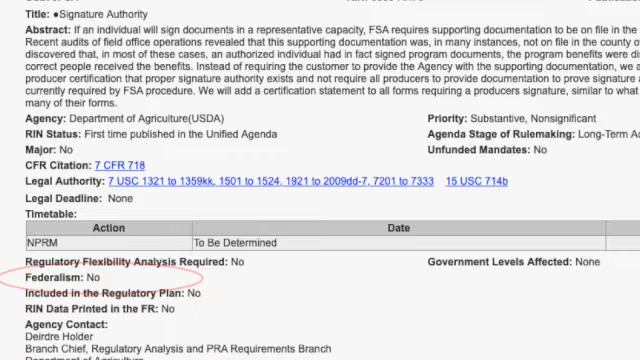 Title: ●Signature Authority
Abstract: If an individual will sign documents in a representative capacity, FSA requires supporting documentation to be on file in the
Recent audits of field office operations revealed that this supporting documentation was, in many instances, not on file in the county o
discovered that, in most of these cases, an authorized individual had in fact signed program documents, the program benefits were di
correct people received the benefits. Instead of requiring the customer to provide the Agency with the supporting documentation, we a
producer certification that proper signature authority exists and not require all producers to provide documentation to prove signature a
currently required by FSA procedure. We will add a certification statement to all forms requiring a producers signature, similar to what
many of their forms.
Agency: Department of Agriculture(USDA) Priority: Substantive, Nonsignificant
RIN Status: First time published in the Unified Agenda Agenda Stage of Rulemaking: Long-Term Ac
Major: No Unfunded Mandates: No
CFR Citation: 7 CFR 718
Legal Authority: 7 USC 1321 to 1359kk, 1501 to 1524, 1921 to 2009dd-7, 7201 to 7333 15 USC 714b
Legal Deadline: None
Timetable:
Action Date
NPRM To Be Determined
Regulatory Flexibility Analysis Required: No Government Levels Affected: None
Federalism: No
Included in the Regulatory Plan: No
RIN Data Printed in the FR: No
Agency Contact:
Deirdre Holder
Branch Chief, Regulatory Analysis and PRA Requirements Branch
Department of Agriculture